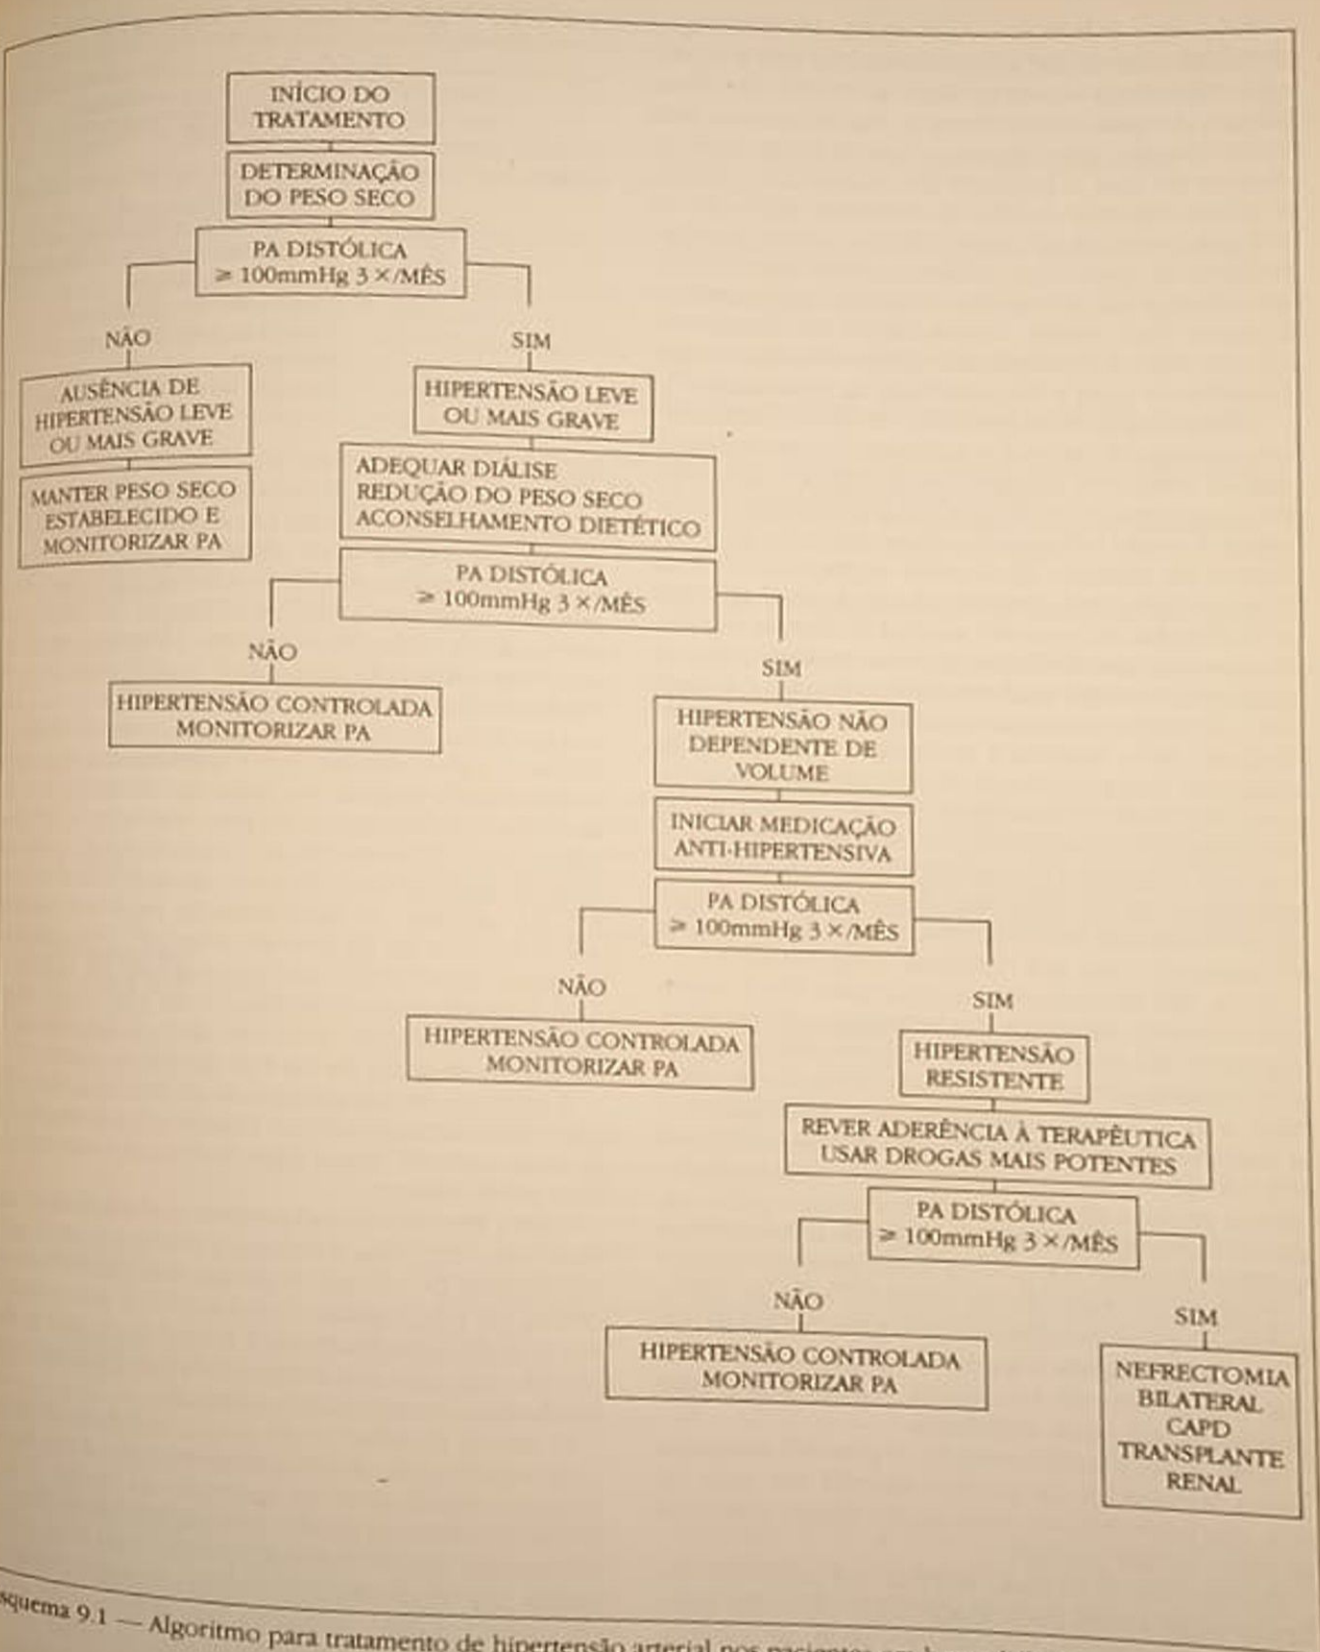 INÍCIO DO
TRATAMENTO
DETERMINAÇÃO
DO PESO SECO
PA DISTÓLICA
≥ 100mmHg 3 ×/MÊS
NÃO
SIM
AUSÊNCIA DE
HIPERTENSÃO LEVE
OU MAIS GRAVE
MANTER PESO SECO
ESTABELECIDO E
MONITORIZAR PA
HIPERTENSÃO LEVE
OU MAIS GRAVE
ADEQUAR DIÁLISE
REDUÇÃO DO PESO SECO
ACONSELHAMENTO DIETÉTICO
PA DISTÓLICA
≥ 100mmHg 3 ×/MÊS
NÃO
SIM
HIPERTENSÃO CONTROLADA
MONITORIZAR PA
HIPERTENSÃO NÃO
DEPENDENTE DE
VOLUME
INICIAR MEDICAÇÃO
ANTI-HIPERTENSIVA
PA DISTÓLICA
≥ 100mmHg 3 ×/MÊS
NÃO
SIM
HIPERTENSÃO CONTROLADA
MONITORIZAR PA
HIPERTENSÃO
RESISTENTE
REVER ADERÊNCIA À TERAPÊUTICA
USAR DROGAS MAIS POTENTES
PA DISTÓLICA
≥ 100mmHg 3 ×/MÊS
NÃO
SIM
HIPERTENSÃO CONTROLADA
MONITORIZAR PA
NEFRECTOMIA
BILATERAL
CAPD
TRANSPLANTE
RENAL
squema 9.1 — Algoritmo para tratamento de hipertensão arterial nos pacientes